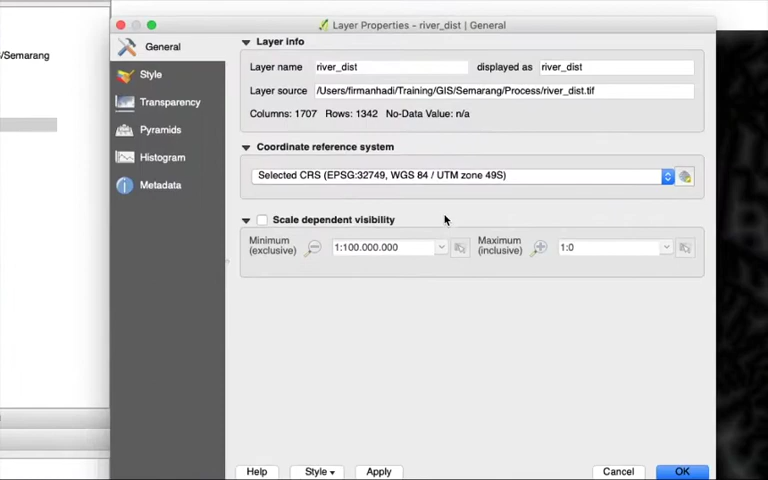 Layer Properties - river_dist | General
s/Semarang
General
Style
Transparency
Pyramids
Histogram
Metadata
Layer info
Layer name river_dist displayed as river_dist
Layer source /Users/firmanhadi/Training/GIS/Semarang/Process/river_dist.tif
Columns: 1707 Rows: 1342 No-Data Value: n/a
Coordinate reference system
Selected CRS (EPSG:32749, WGS 84 / UTM zone 49S)
Scale dependent visibility
Minimum (exclusive) 1:100.000.000 Maximum (inclusive) 1:0
Help Style Apply Cancel OK